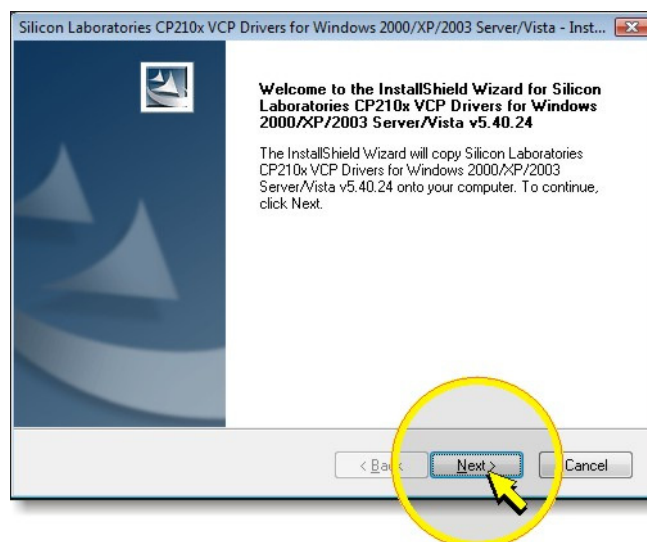 Silicon Laboratories CP210x VCP Drivers for Windows 2000/XP/2003 Server/Vista - Inst...
Welcome to the InstallShield Wizard for Silicon
Laboratories CP210x VCP Drivers for Windows
2000/XP/2003 Server/Vista v5.40.24
The InstallShield Wizard will copy Silicon Laboratories
CP210x VCP Drivers for Windows 2000/XP/2003
Server/Vista v5.40.24 onto your computer. To continue,
click Next.
< Back Next > Cancel